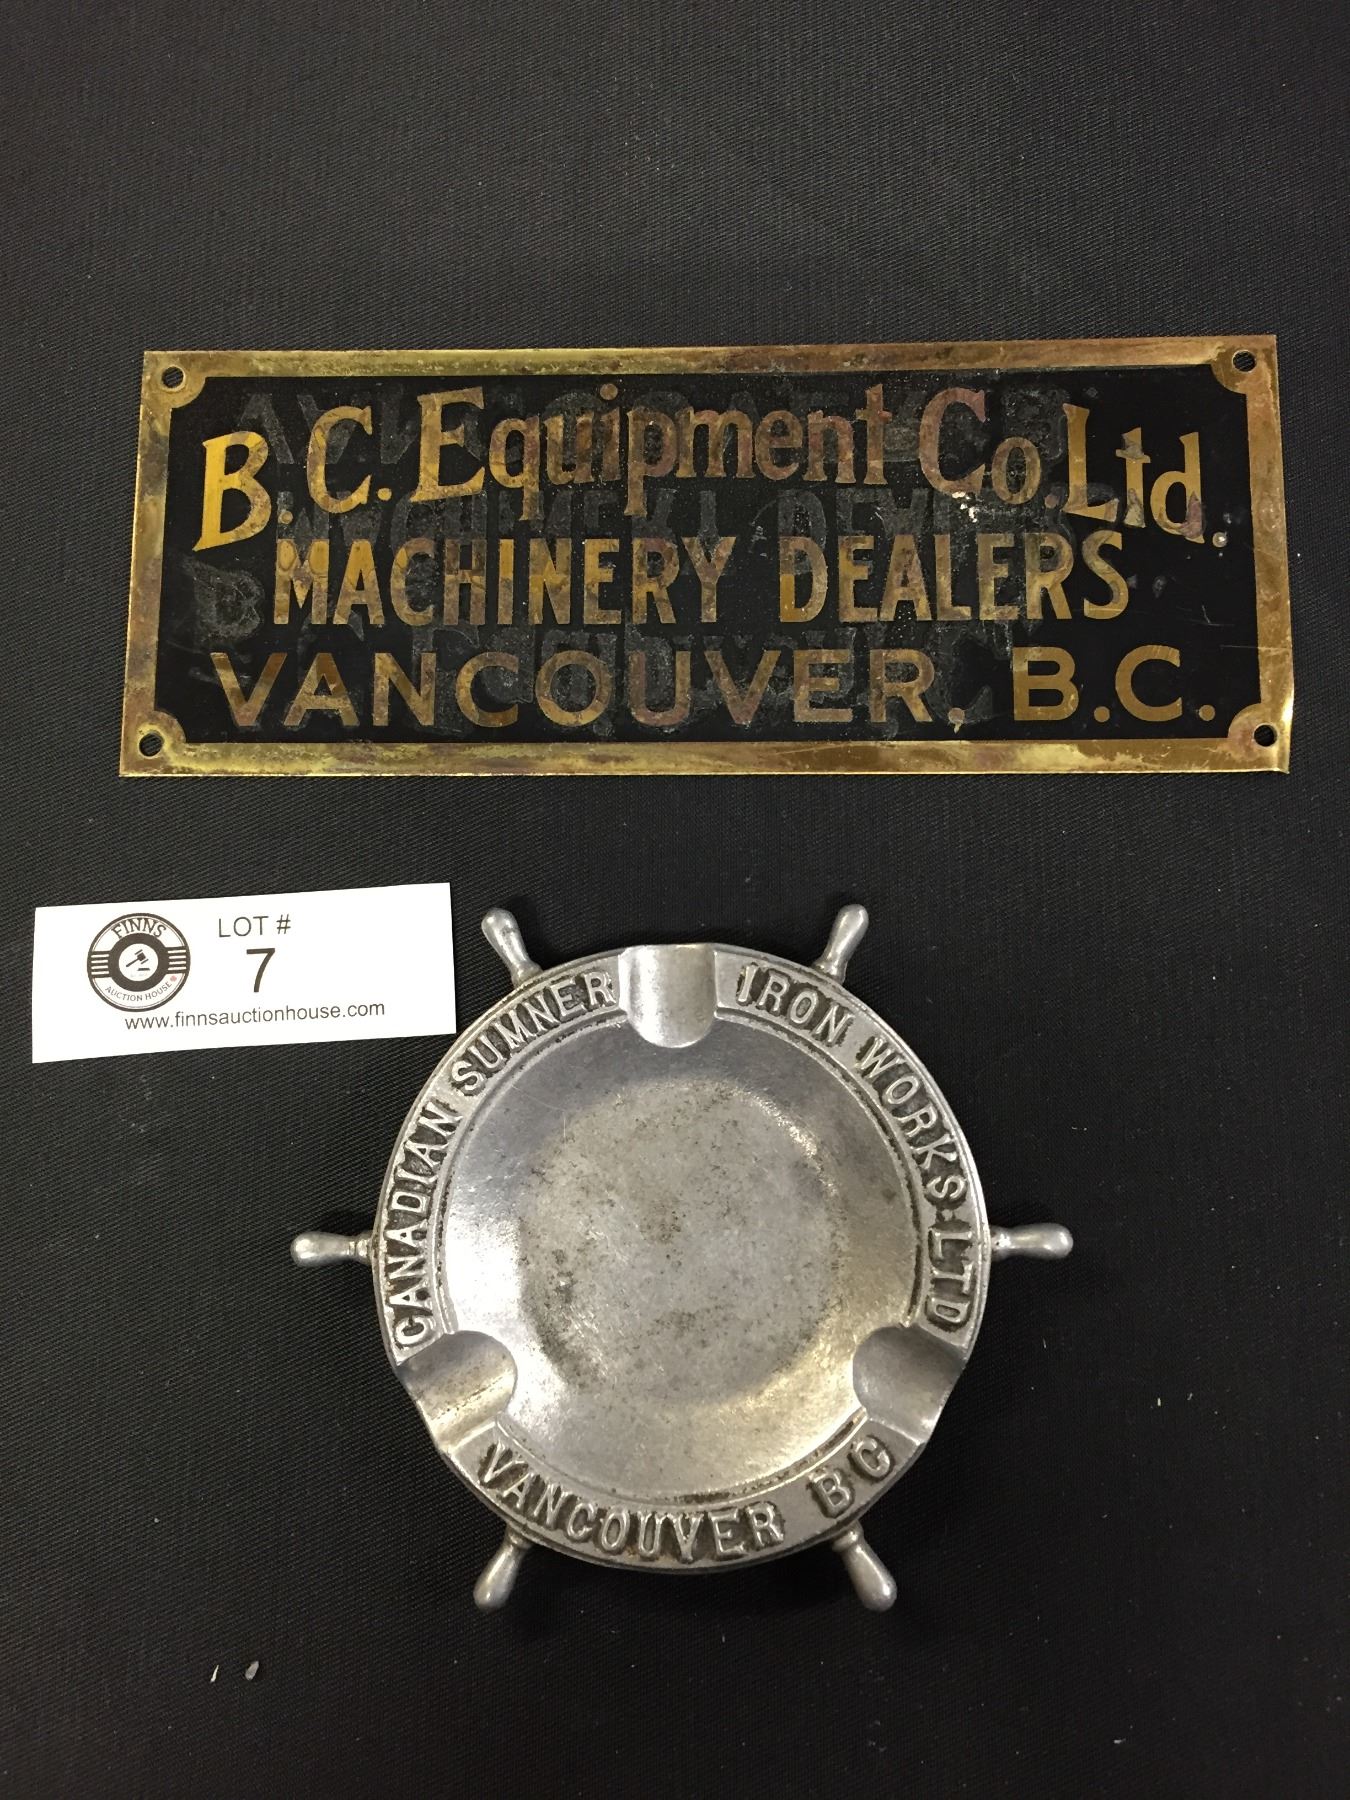 B.C. Equipment Co. Ltd.
MACHINERY DEALERS
VANCOUVER, B.C.
FINNS
AUCTION HOUSE
LOT #
7
www.finnsauctionhouse.com
CANADIAN SUMNER IRON WORKS LTD
VANCOUVER BC